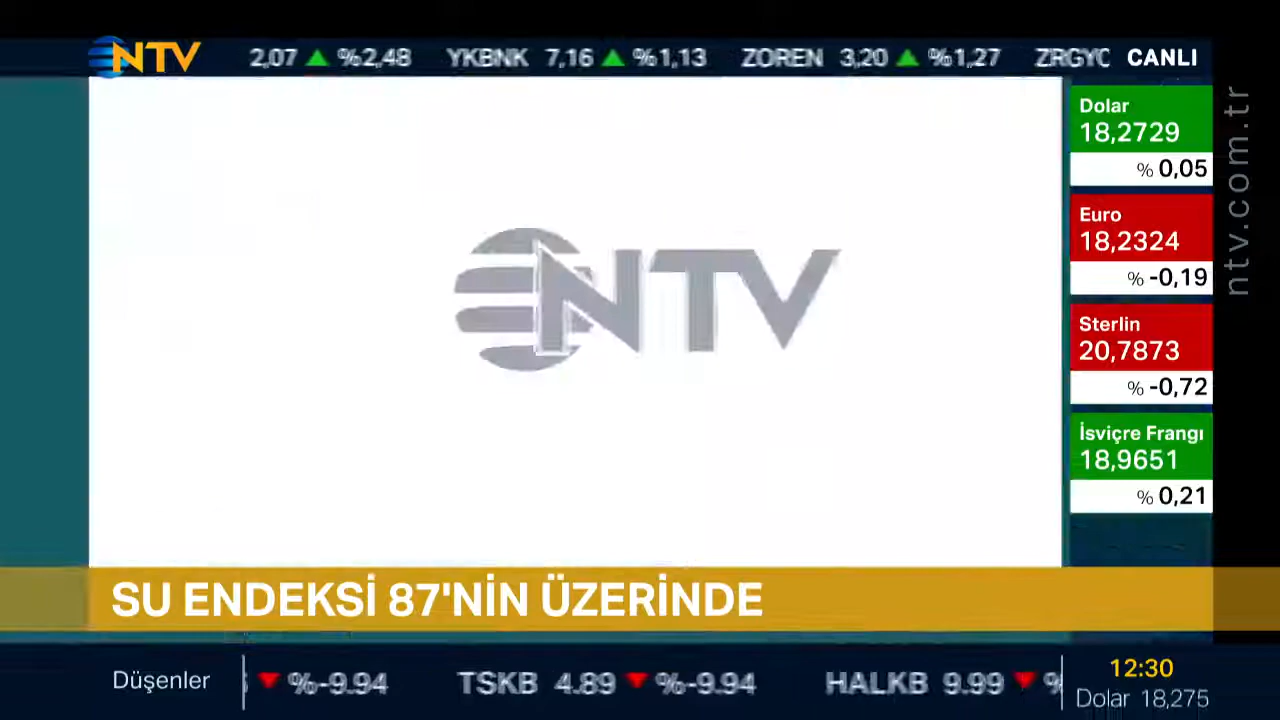 NTV
2,07 ▲ %2,48 YKBNK 7,16 ▲ %1,13 ZOREN 3,20 ▲ %1,27 ZRGYO CANLI
ntv.com.tr
Dolar
18,2729
% 0,05
Euro
18,2324
% -0,19
Sterlin
20,7873
% -0,72
İsviçre Frangı
18,9651
% 0,21
NTV
SU ENDEKSİ 87'NİN ÜZERİNDE
Düşenler ▼ %-9.94 TSKB 4.89 ▼ %-9.94 HALKB 9.99 ▼ %
12:30
Dolar 18,275